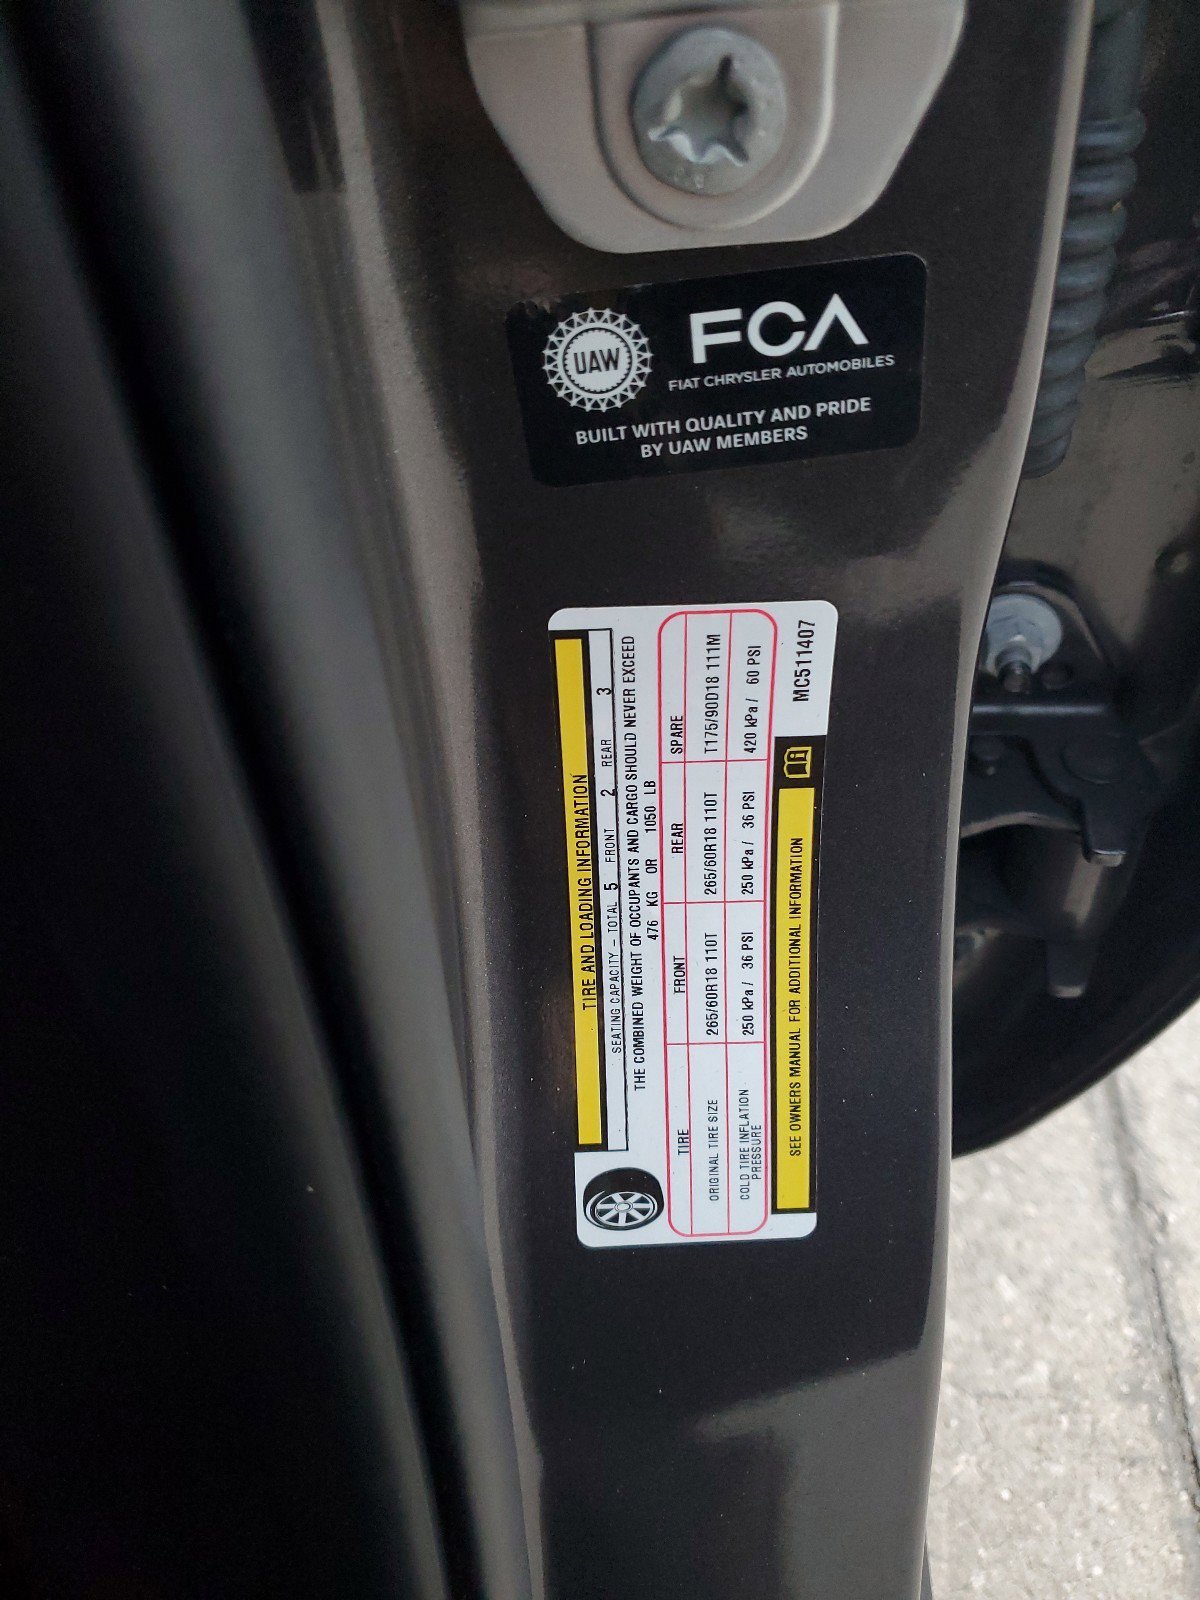 UAW
FCA
FIAT CHRYSLER AUTOMOBILES
BUILT WITH QUALITY AND PRIDE
BY UAW MEMBERS
TIRE AND LOADING INFORMATION
SEATING CAPACITY - TOTAL 5 FRONT 2 REAR 3
THE COMBINED WEIGHT OF OCCUPANTS AND CARGO SHOULD NEVER EXCEED
476 KG OR 1050 LB
TIRE FRONT REAR SPARE
ORIGINAL TIRE SIZE 265/60R18 110T 265/60R18 110T T175/90D18 111M
COLD TIRE INFLATION
PRESSURE 250 kPa / 36 PSI 250 kPa / 36 PSI 420 kPa / 60 PSI
SEE OWNERS MANUAL FOR ADDITIONAL INFORMATION
MC511407